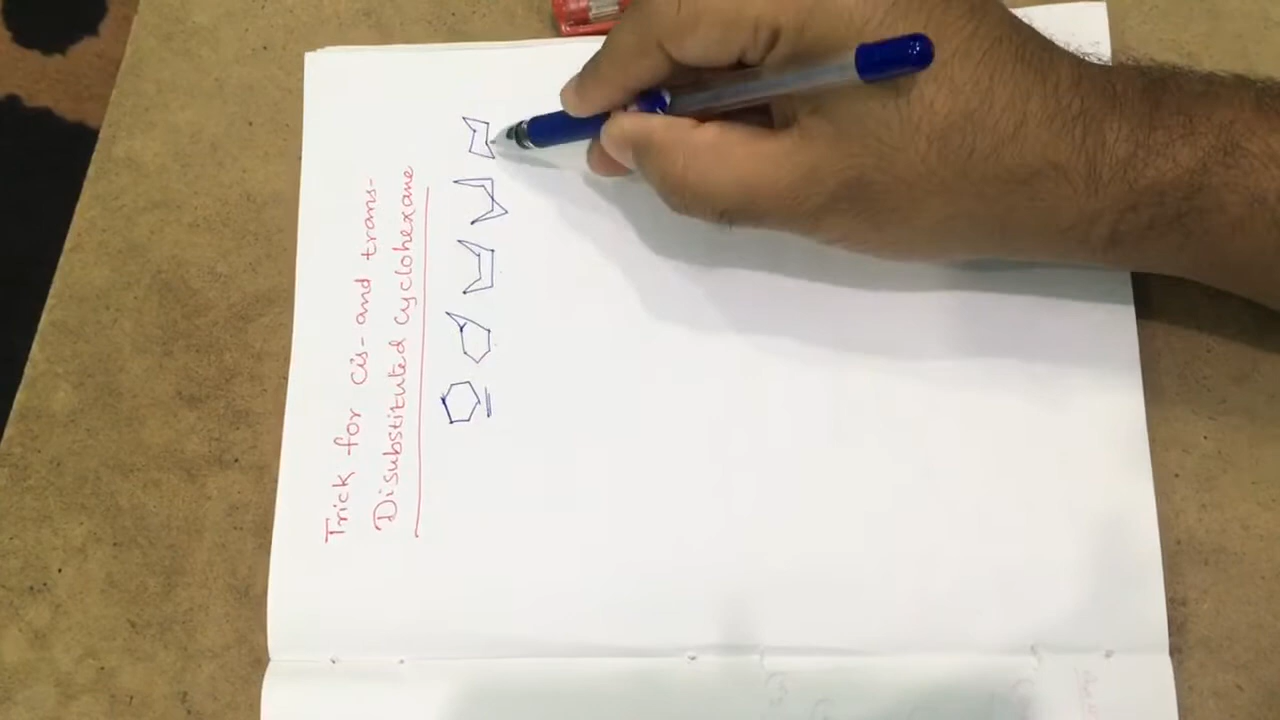 Trick for cis- and trans-
Disubstituted cyclohexane